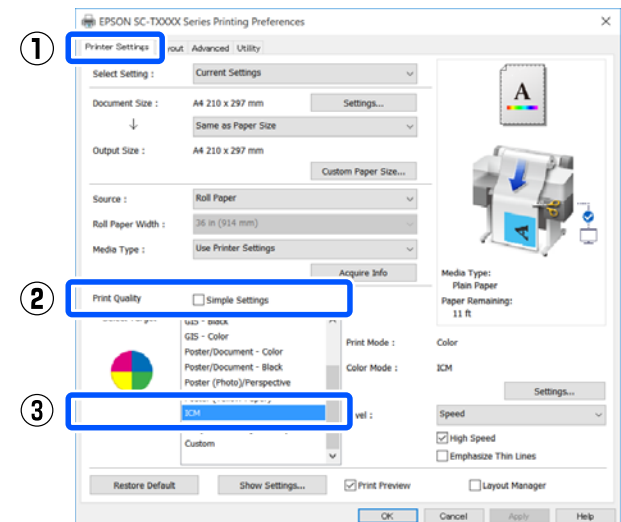 EPSON SC-TXXXX Series Printing Preferences
1
Printer Settings
out Advanced Utility
Select Setting :
Current Settings
Document Size :
A4 210 x 297 mm
Settings...
Same as Paper Size
Output Size :
A4 210 x 297 mm
Custom Paper Size...
Source :
Roll Paper
Roll Paper Width :
36 in (914 mm)
Media Type :
Use Printer Settings
Acquire Info
A
Media Type:
Plain Paper
Paper Remaining:
11 ft
2
Print Quality
Simple Settings
GIS - Black
GIS - Color
Poster/Document - Color
Poster/Document - Black
Poster (Photo)/Perspective
3
ICM
Custom
Print Mode :
Color
Color Mode :
ICM
Settings...
vel :
Speed
High Speed
Emphasize Thin Lines
Restore Default
Show Settings...
Print Preview
Layout Manager
OK
Cancel
Apply
Help